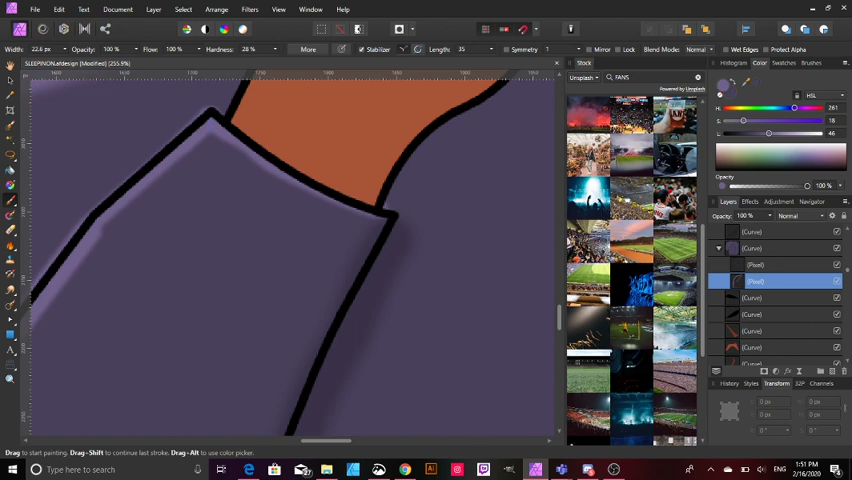 File Edit Text Document Layer Select Arrange Filters View Window Help
Width: 22.6 px Opacity: 100 % Flow: 100 % Hardness: 28 % More Stabilizer Length: 35 Symmetry 1 Mirror Lock Blend Mode: Normal Wet Edges Protect Alpha
SLEEPINON.afdesign [Modified] (255.9%)
Stock
Histogram Color Swatches Brushes
Unsplash FANS
Powered by Unsplash
HSL
H: 261
S: 18
L: 46
Opacity
100 %
Layers Effects Adjustment Navigator
Opacity: 100 % Normal
(Curve)
(Curve)
(Pixel)
(Pixel)
(Curve)
(Curve)
(Curve)
(Curve)
(Curve)
History Styles Transform 32P Channels
X: 0 px W: 0 px
Y: 0 px H: 0 px
R: 0 ° S: 0 °
Drag to start painting. Drag+Shift to continue last stroke. Drag+Alt to use color picker.
Type here to search
ENG
1:51 PM
2/16/2020